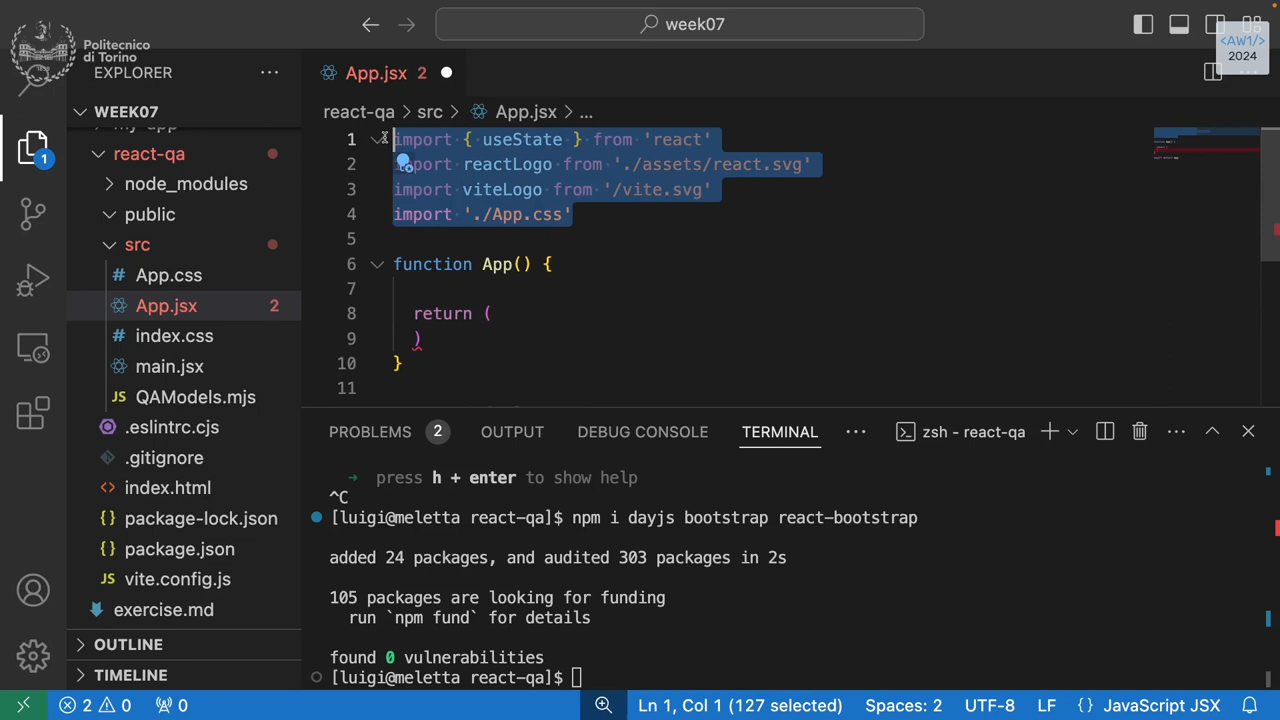 week07
Politecnico
di Torino
<AW1/>
2024
EXPLORER
App.jsx 2
WEEK07
react-qa > src > App.jsx > ...
my-app
react-qa
node_modules
public
src
App.css
App.jsx 2
index.css
main.jsx
JS QAModels.mjs
.eslintrc.cjs
.gitignore
index.html
package-lock.json
package.json
JS vite.config.js
exercise.md
OUTLINE
TIMELINE
1
1 import { useState } from 'react'
2 import reactLogo from './assets/react.svg'
3 import viteLogo from '/vite.svg'
4 import './App.css'
5
6 function App() {
7
8 return (
9 )
10 }
11
PROBLEMS 2 OUTPUT DEBUG CONSOLE TERMINAL ... zsh - react-qa
→ press h + enter to show help
^C
[luigi@meletta react-qa]$ npm i dayjs bootstrap react-bootstrap
added 24 packages, and audited 303 packages in 2s
105 packages are looking for funding
run `npm fund` for details
found 0 vulnerabilities
[luigi@meletta react-qa]$
2 0 0 Ln 1, Col 1 (127 selected) Spaces: 2 UTF-8 LF {} JavaScript JSX